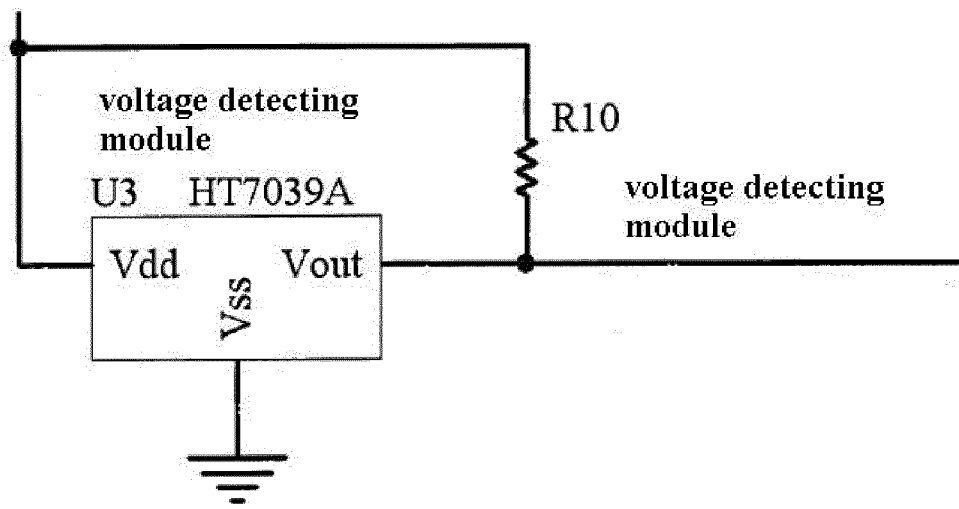 voltage detecting
module
R10
U3 HT7039A
voltage detecting
module
Vdd
Vout
Vss